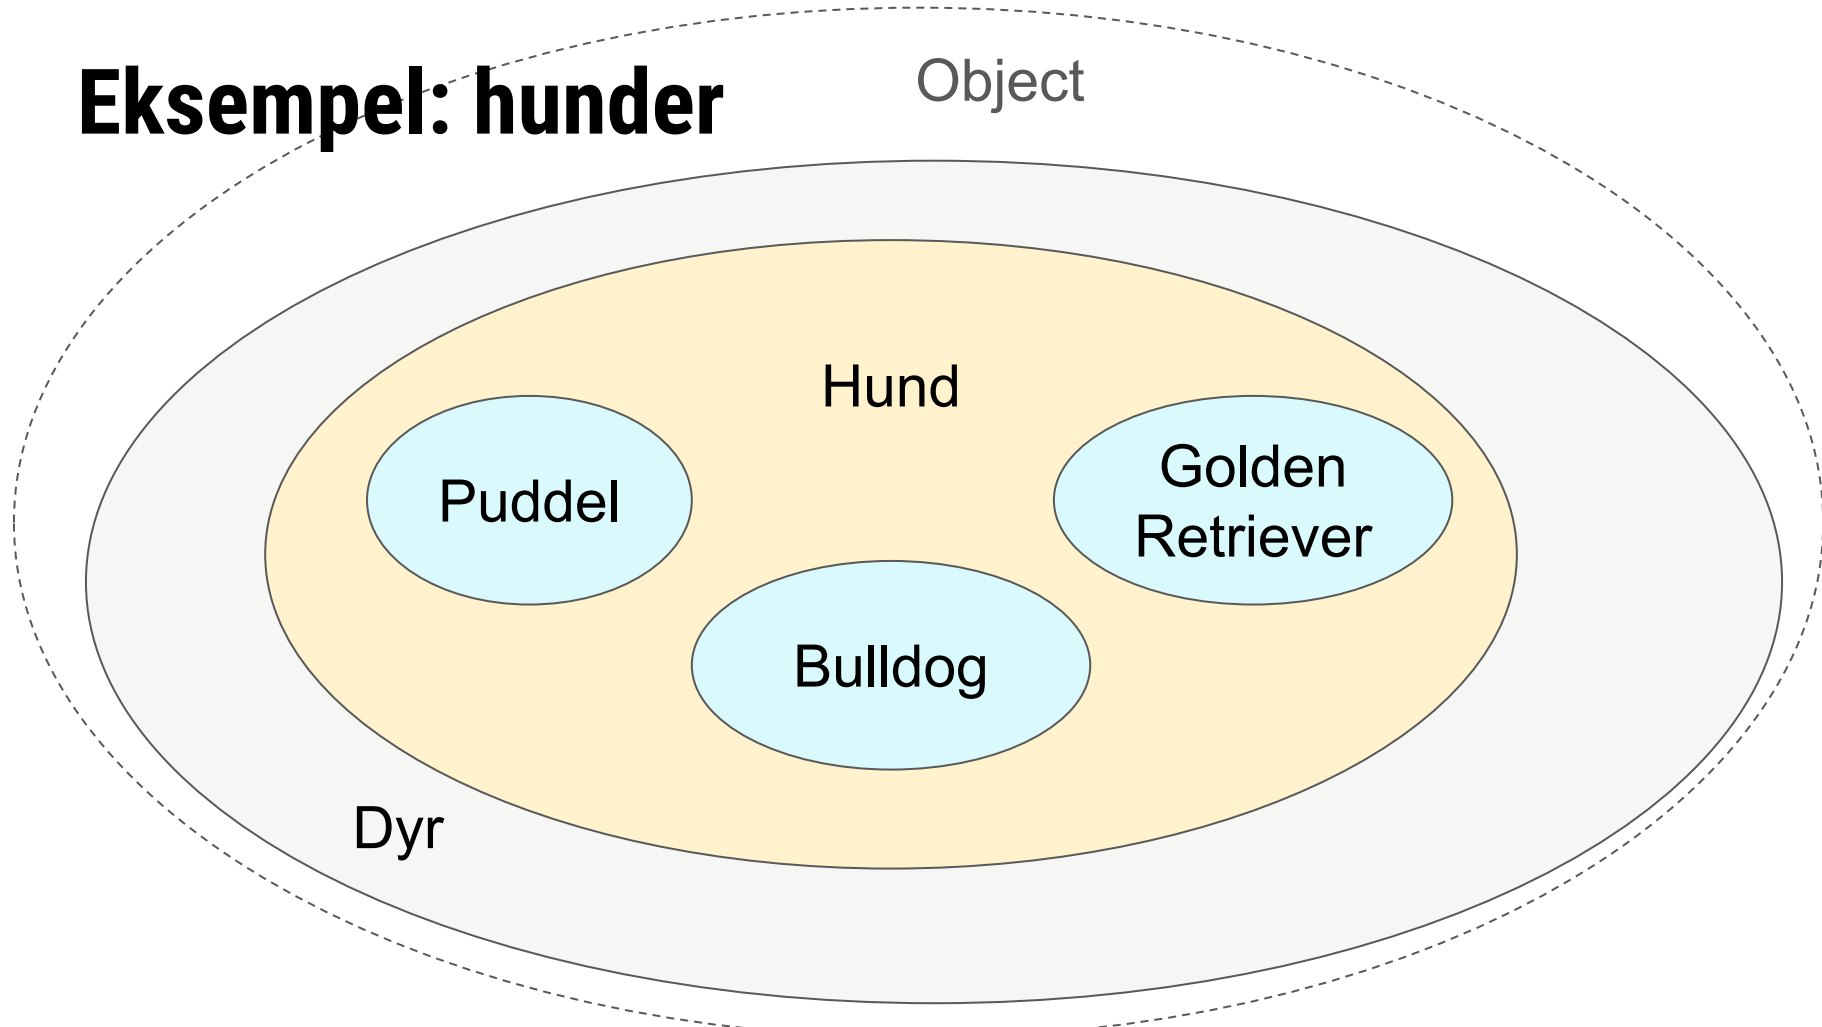 Eksempel: hunder
Object
Hund
Puddel
Golden
Retriever
Bulldog
Dyr